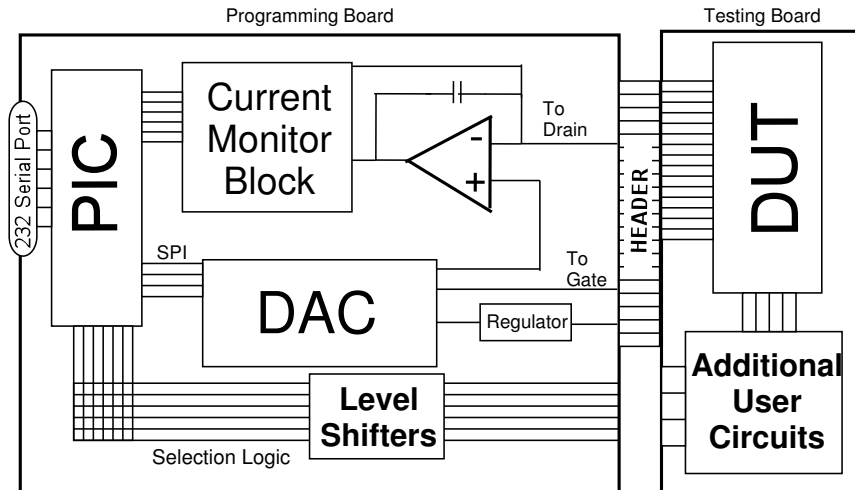 Programming Board
Testing Board
232 Serial Port
PIC
Current
Monitor
Block
-
+
To
Drain
HEADER
DUT
SPI
DAC
To
Gate
Regulator
Level
Shifters
Selection Logic
Additional
User
Circuits